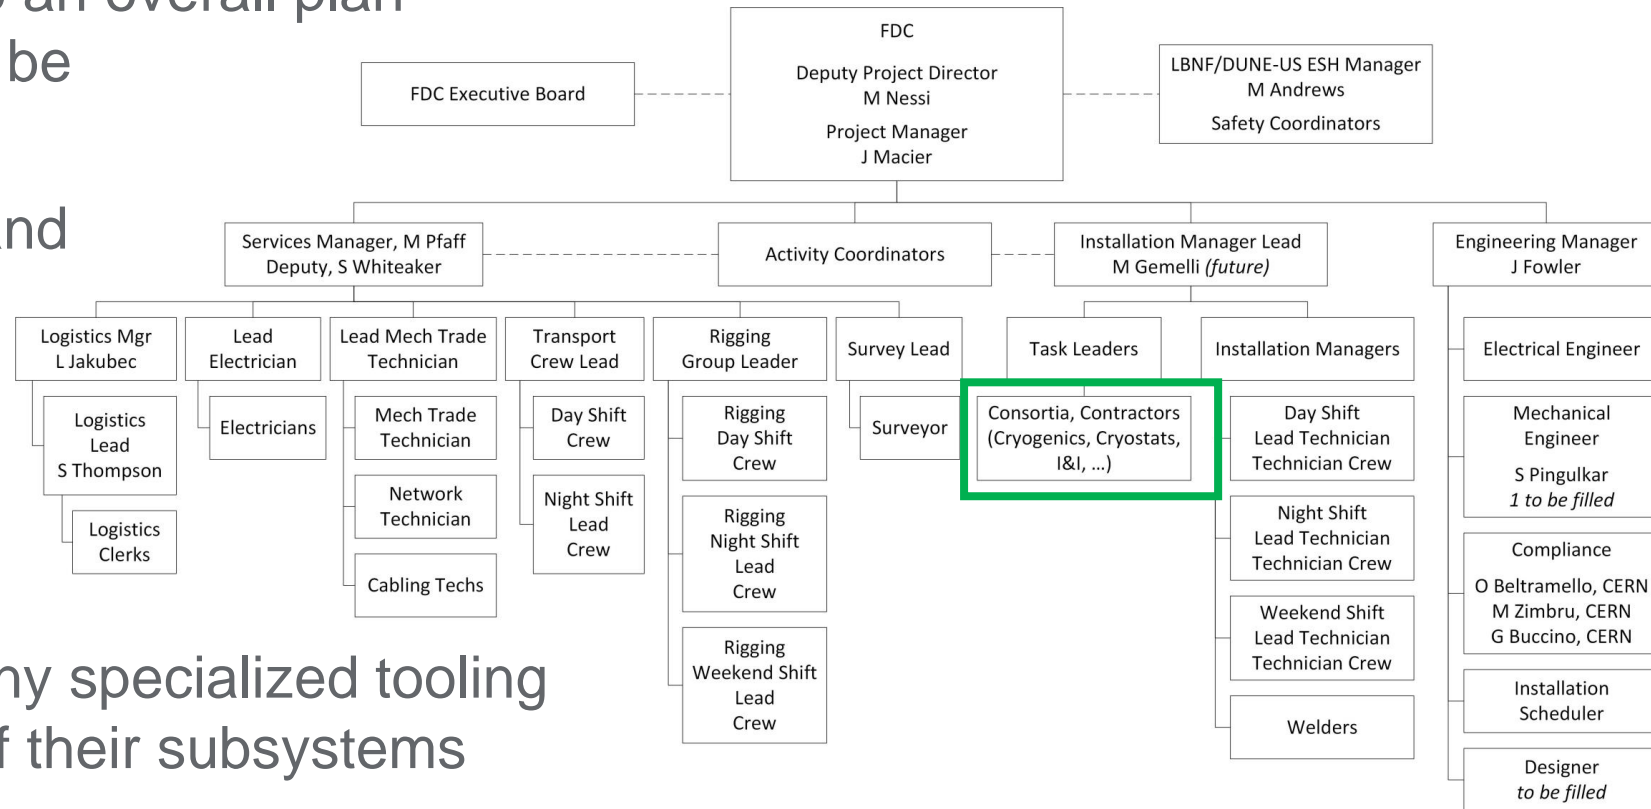 an overall plan
be
and
ny specialized tooling
f their subsystems
FDC
Deputy Project Director
M Nessi
Project Manager
J Macier
FDC Executive Board
LBNF/DUNE-US ESH Manager
M Andrews
Safety Coordinators
Services Manager, M Pfaff
Deputy, S Whiteaker
Activity Coordinators
Installation Manager Lead
M Gemelli (future)
Engineering Manager
J Fowler
Logistics Mgr
L Jakubec
Lead
Electrician
Lead Mech Trade
Technician
Transport
Crew Lead
Rigging
Group Leader
Survey Lead
Task Leaders
Installation Managers
Electrical Engineer
Logistics
Lead
S Thompson
Logistics
Clerks
Electricians
Mech Trade
Technician
Network
Technician
Cabling Techs
Day Shift
Crew
Night Shift
Lead
Crew
Rigging
Day Shift
Crew
Rigging
Night Shift
Lead
Crew
Rigging
Weekend Shift
Lead
Crew
Surveyor
Consortia, Contractors
(Cryogenics, Cryostats,
I&I, …)
Day Shift
Lead Technician
Technician Crew
Night Shift
Lead Technician
Technician Crew
Weekend Shift
Lead Technician
Technician Crew
Welders
Mechanical
Engineer
S Pingulkar
1 to be filled
Compliance
O Beltramello, CERN
M Zimbru, CERN
G Buccino, CERN
Installation
Scheduler
Designer
to be filled